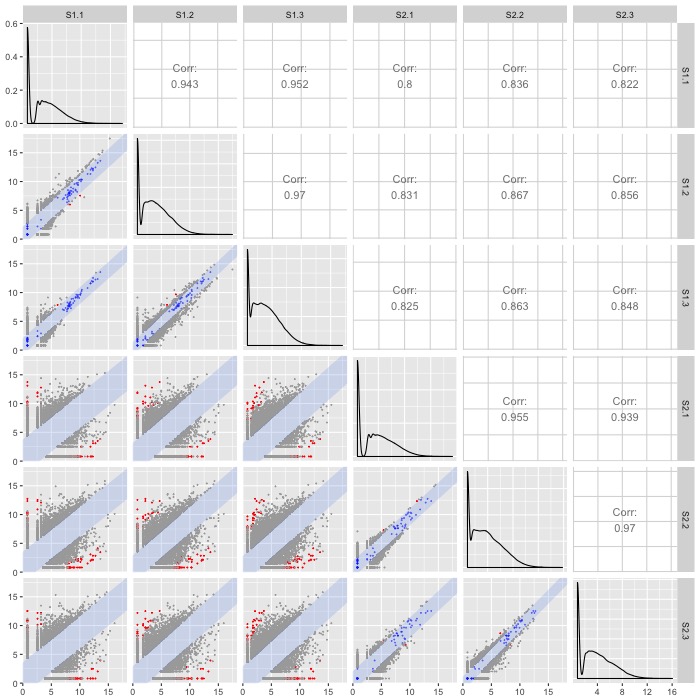 S1.1 S1.2 S1.3 S2.1 S2.2 S2.3
0.6
0.4
0.2
0.0
Corr:
0.943
Corr:
0.952
Corr:
0.8
Corr:
0.836
Corr:
0.822
S1.1
15
10
5
0
Corr:
0.97
Corr:
0.831
Corr:
0.867
Corr:
0.856
S1.2
15
10
5
0
Corr:
0.825
Corr:
0.863
Corr:
0.848
S1.3
15
10
5
0
Corr:
0.955
Corr:
0.939
S2.1
15
10
5
0
Corr:
0.97
S2.2
15
10
5
0
S2.3
0 5 10 15 0 5 10 15 0 5 10 15 0 5 10 15 0 5 10 15 4 8 12 16